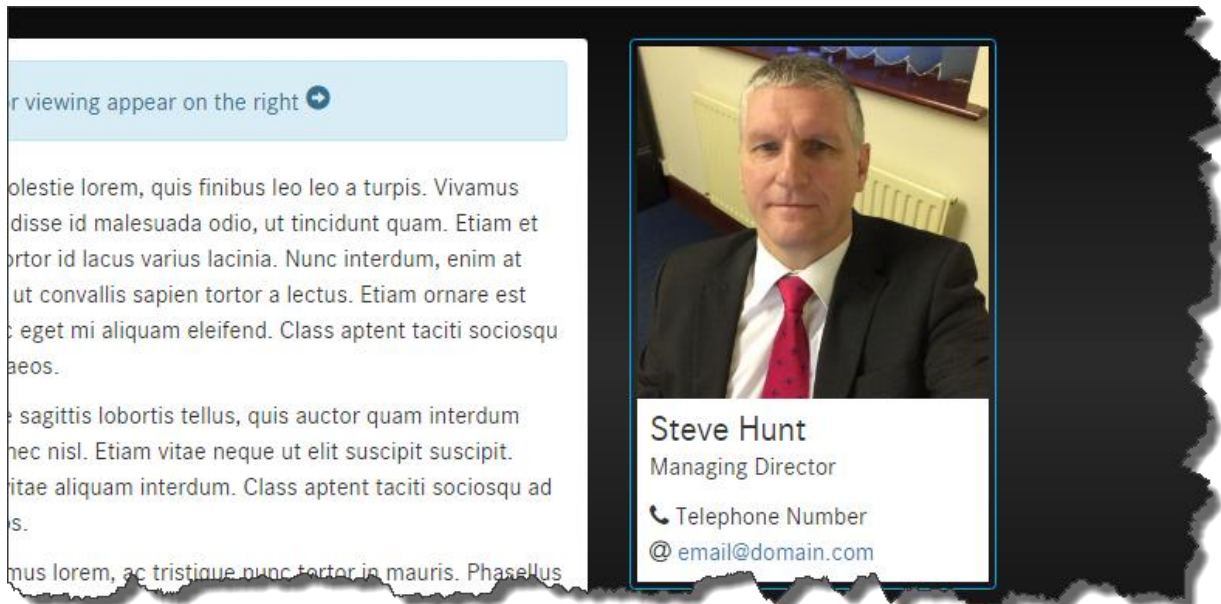 r viewing appear on the right
olestie lorem, quis finibus leo leo a turpis. Vivamus
disse id malesuada odio, ut tincidunt quam. Etiam et
ortor id lacus varius lacinia. Nunc interdum, enim at
ut convallis sapien tortor a lectus. Etiam ornare est
c eget mi aliquam eleifend. Class aptent taciti sociosqu
aeos.
e sagittis lobortis tellus, quis auctor quam interdum
nec nisl. Etiam vitae neque ut elit suscipit suscipit.
vitae aliquam interdum. Class aptent taciti sociosqu ad
os.
mus lorem, ac tristique nunc tortor in mauris. Phasellus
Steve Hunt
Managing Director
Telephone Number
@ email@domain.com